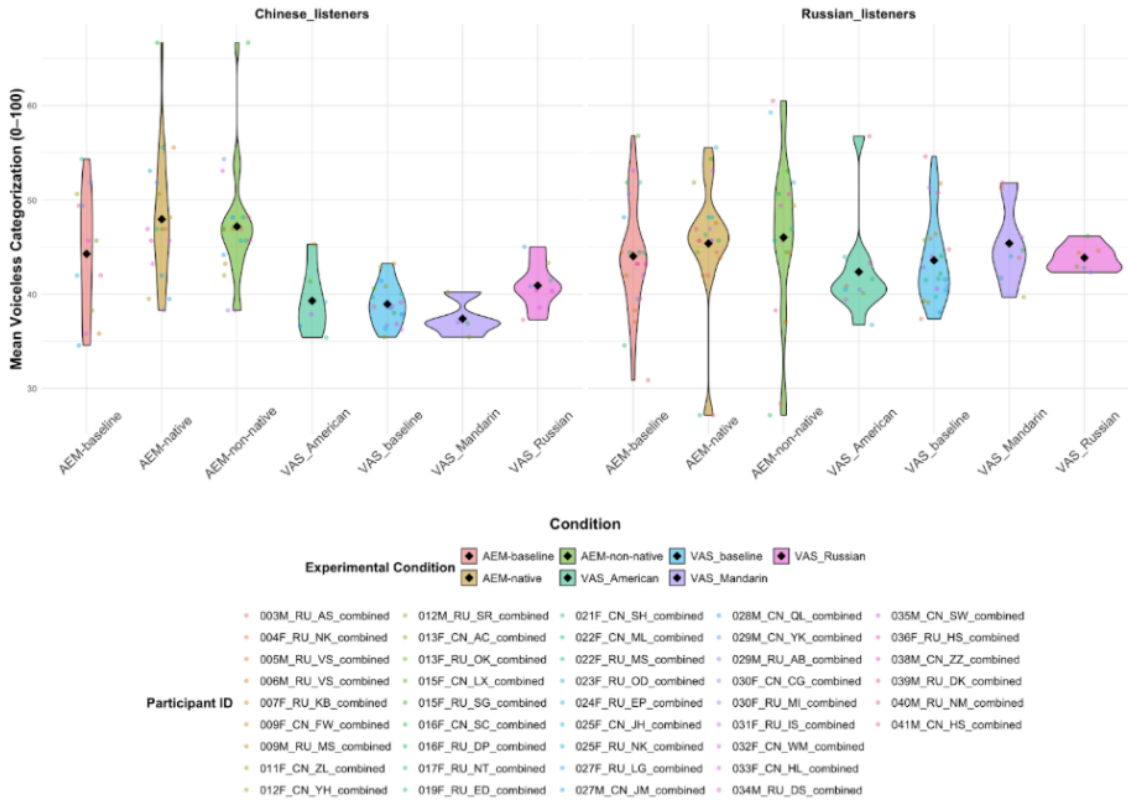 Chinese_listeners
Russian_listeners
Mean Voiceless Categorization (0–100)
60
50
40
30
AEM-baseline
AEM-native
AEM-non-native
VAS_American
VAS_baseline
VAS_Mandarin
VAS_Russian
AEM-baseline
AEM-native
AEM-non-native
VAS_American
VAS_baseline
VAS_Mandarin
VAS_Russian
Condition
Experimental Condition
AEM-baseline AEM-non-native VAS_baseline VAS_Russian
AEM-native VAS_American VAS_Mandarin
Participant ID
003M_RU_AS_combined 012M_RU_SR_combined 021F_CN_SH_combined 028M_CN_QL_combined 035M_CN_SW_combined
004F_RU_NK_combined 013F_CN_AC_combined 022F_CN_ML_combined 029M_CN_YK_combined 036F_RU_HS_combined
005M_RU_VS_combined 013F_RU_OK_combined 022F_RU_MS_combined 029M_RU_AB_combined 038M_CN_ZZ_combined
006M_RU_VS_combined 015F_CN_LX_combined 023F_RU_OD_combined 030F_CN_CG_combined 039M_RU_DK_combined
007F_RU_KB_combined 015F_RU_SG_combined 024F_RU_EP_combined 030F_RU_MI_combined 040M_RU_NM_combined
009F_CN_FW_combined 016F_CN_SC_combined 025F_CN_JH_combined 031F_RU_IS_combined 041M_CN_HS_combined
009M_RU_MS_combined 016F_RU_DP_combined 025F_RU_NK_combined 032F_CN_WM_combined
011F_CN_ZL_combined 017F_RU_NT_combined 027F_RU_LG_combined 033F_CN_HL_combined
012F_CN_YH_combined 019F_RU_ED_combined 027M_CN_JM_combined 034M_RU_DS_combined